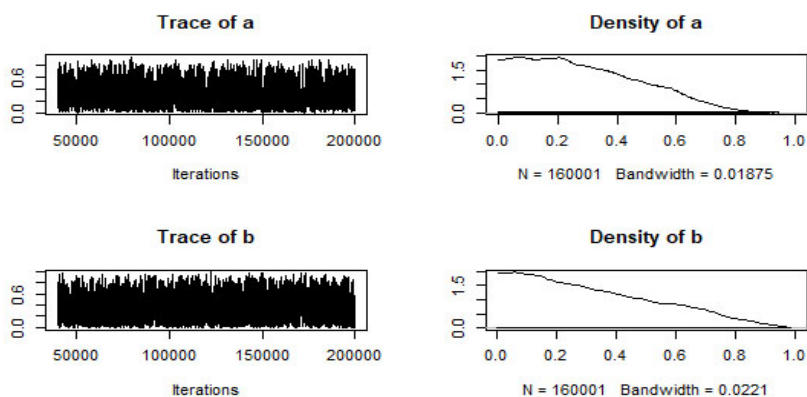 Trace of a
0.6
0.0
50000 100000 150000 200000
Iterations
Density of a
1.5
0.0
0.0 0.2 0.4 0.6 0.8 1.0
N = 160001 Bandwidth = 0.01875
Trace of b
0.6
0.0
50000 100000 150000 200000
Iterations
Density of b
1.5
0.0
0.0 0.2 0.4 0.6 0.8 1.0
N = 160001 Bandwidth = 0.0221